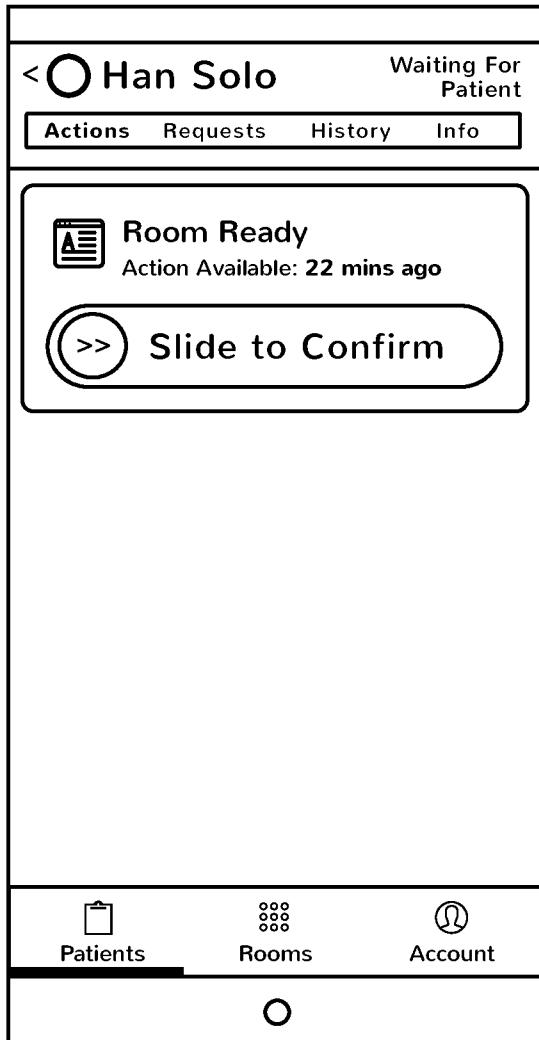 < Han Solo
Waiting For
Patient
Actions Requests History Info
Room Ready
Action Available: 22 mins ago
>> Slide to Confirm
Patients Rooms Account